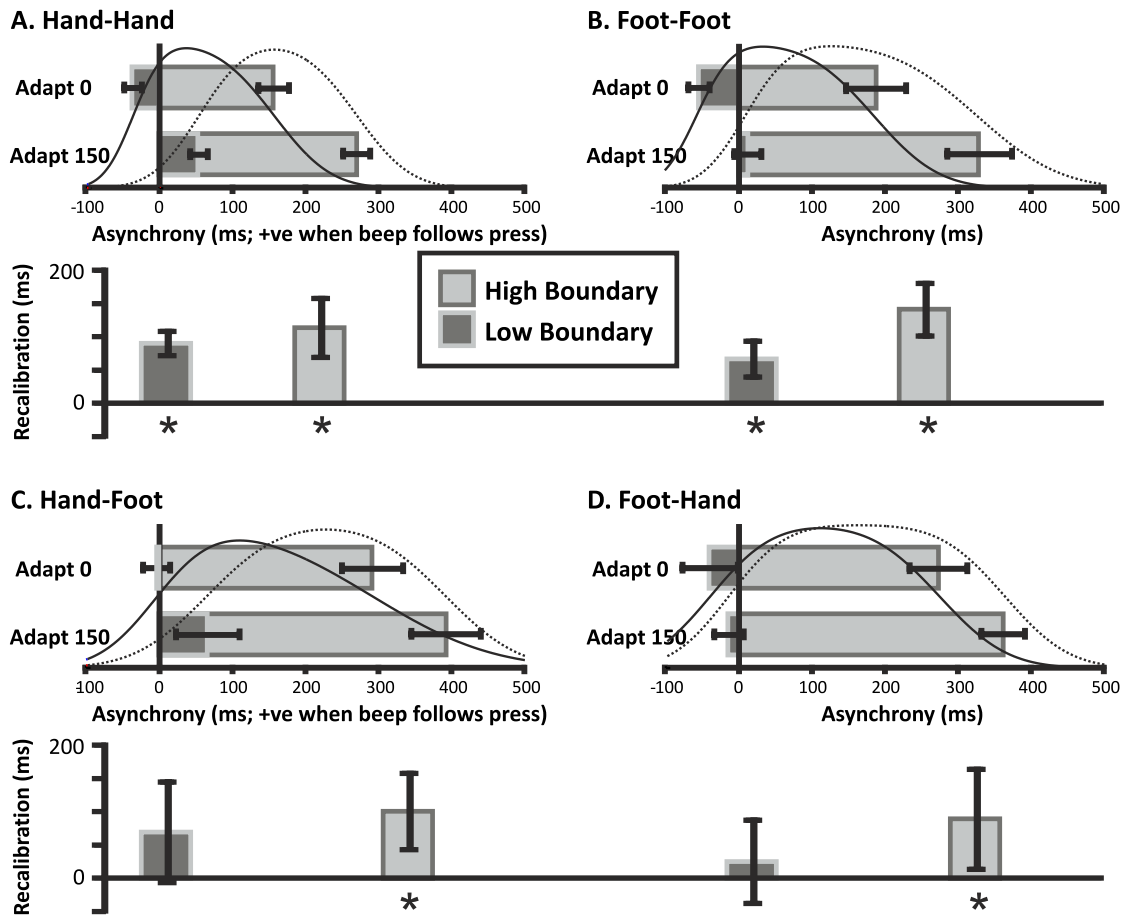 A. Hand-Hand
B. Foot-Foot
Adapt 0
Adapt 0
Adapt 150
Adapt 150
-100 0 100 200 300 400 500
-100 0 100 200 300 400 500
Asynchrony (ms; +ve when beep follows press)
Asynchrony (ms)
Recalibration (ms)
200
0
High Boundary
Low Boundary
* * * *
C. Hand-Foot
D. Foot-Hand
Adapt 0
Adapt 0
Adapt 150
Adapt 150
-100 0 100 200 300 400 500
-100 0 100 200 300 400 500
Asynchrony (ms; +ve when beep follows press)
Asynchrony (ms)
Recalibration (ms)
200
0
* *